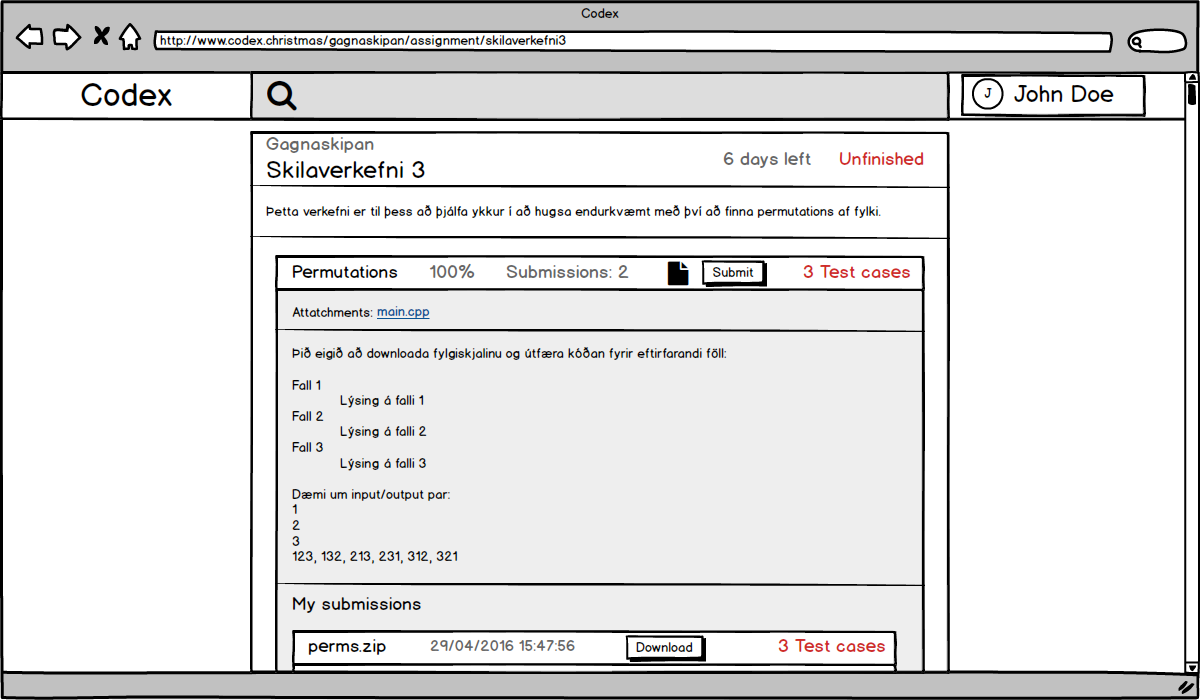 Codex
http://www.codex.christmas/gagnaskipan/assignment/skilaverkefni3
Codex
J John Doe
Gagnaskipan
Skilaverkefni 3
6 days left Unfinished
Þetta verkefni er til þess að þjálfa ykkur í að hugsa endurkvæmt með því að finna permutations af fylki.
Permutations 100% Submissions: 2 Submit 3 Test cases
Attatchments: main.cpp
Þið eigið að downloada fylgiskjalinu og útfæra kóðan fyrir eftirfarandi föll:
Fall 1
Lýsing á falli 1
Fall 2
Lýsing á falli 2
Fall 3
Lýsing á falli 3
Dæmi um input/output par:
1
2
3
123, 132, 213, 231, 312, 321
My submissions
perms.zip 29/04/2016 15:47:56 Download 3 Test cases